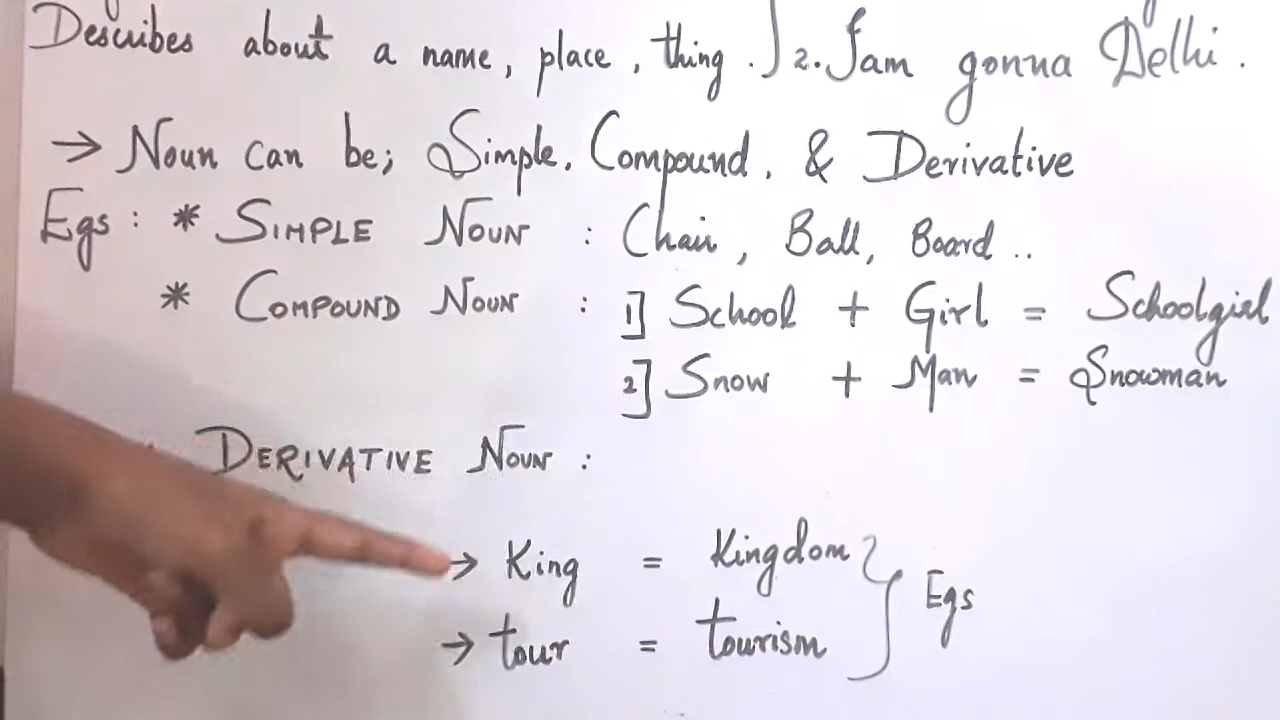 Describes about a name, place, thing.) 2. I am gonna Delhi.
→ Noun can be; Simple, Compound, & Derivative
Egs: * SIMPLE NOUN : Chair, Ball, Board ..
* COMPOUND NOUN : 1] School + Girl = Schoolgirl
2] Snow + Man = Snowman
DERIVATIVE NOUN :
→ King = Kingdom
→ tour = tourism } Egs